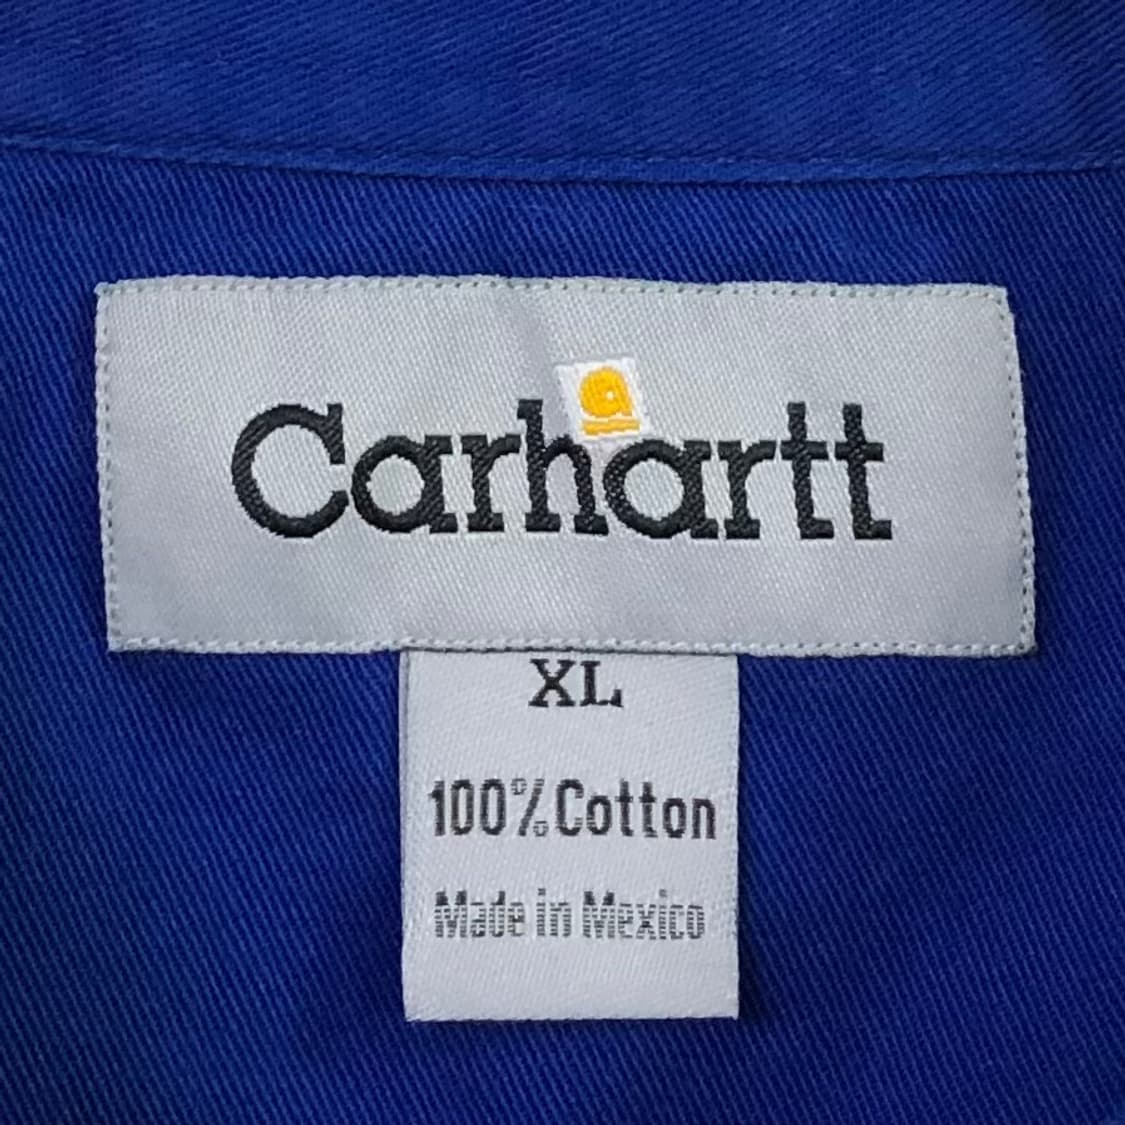 Carhartt
XL
100% Cotton
Made in Mexico